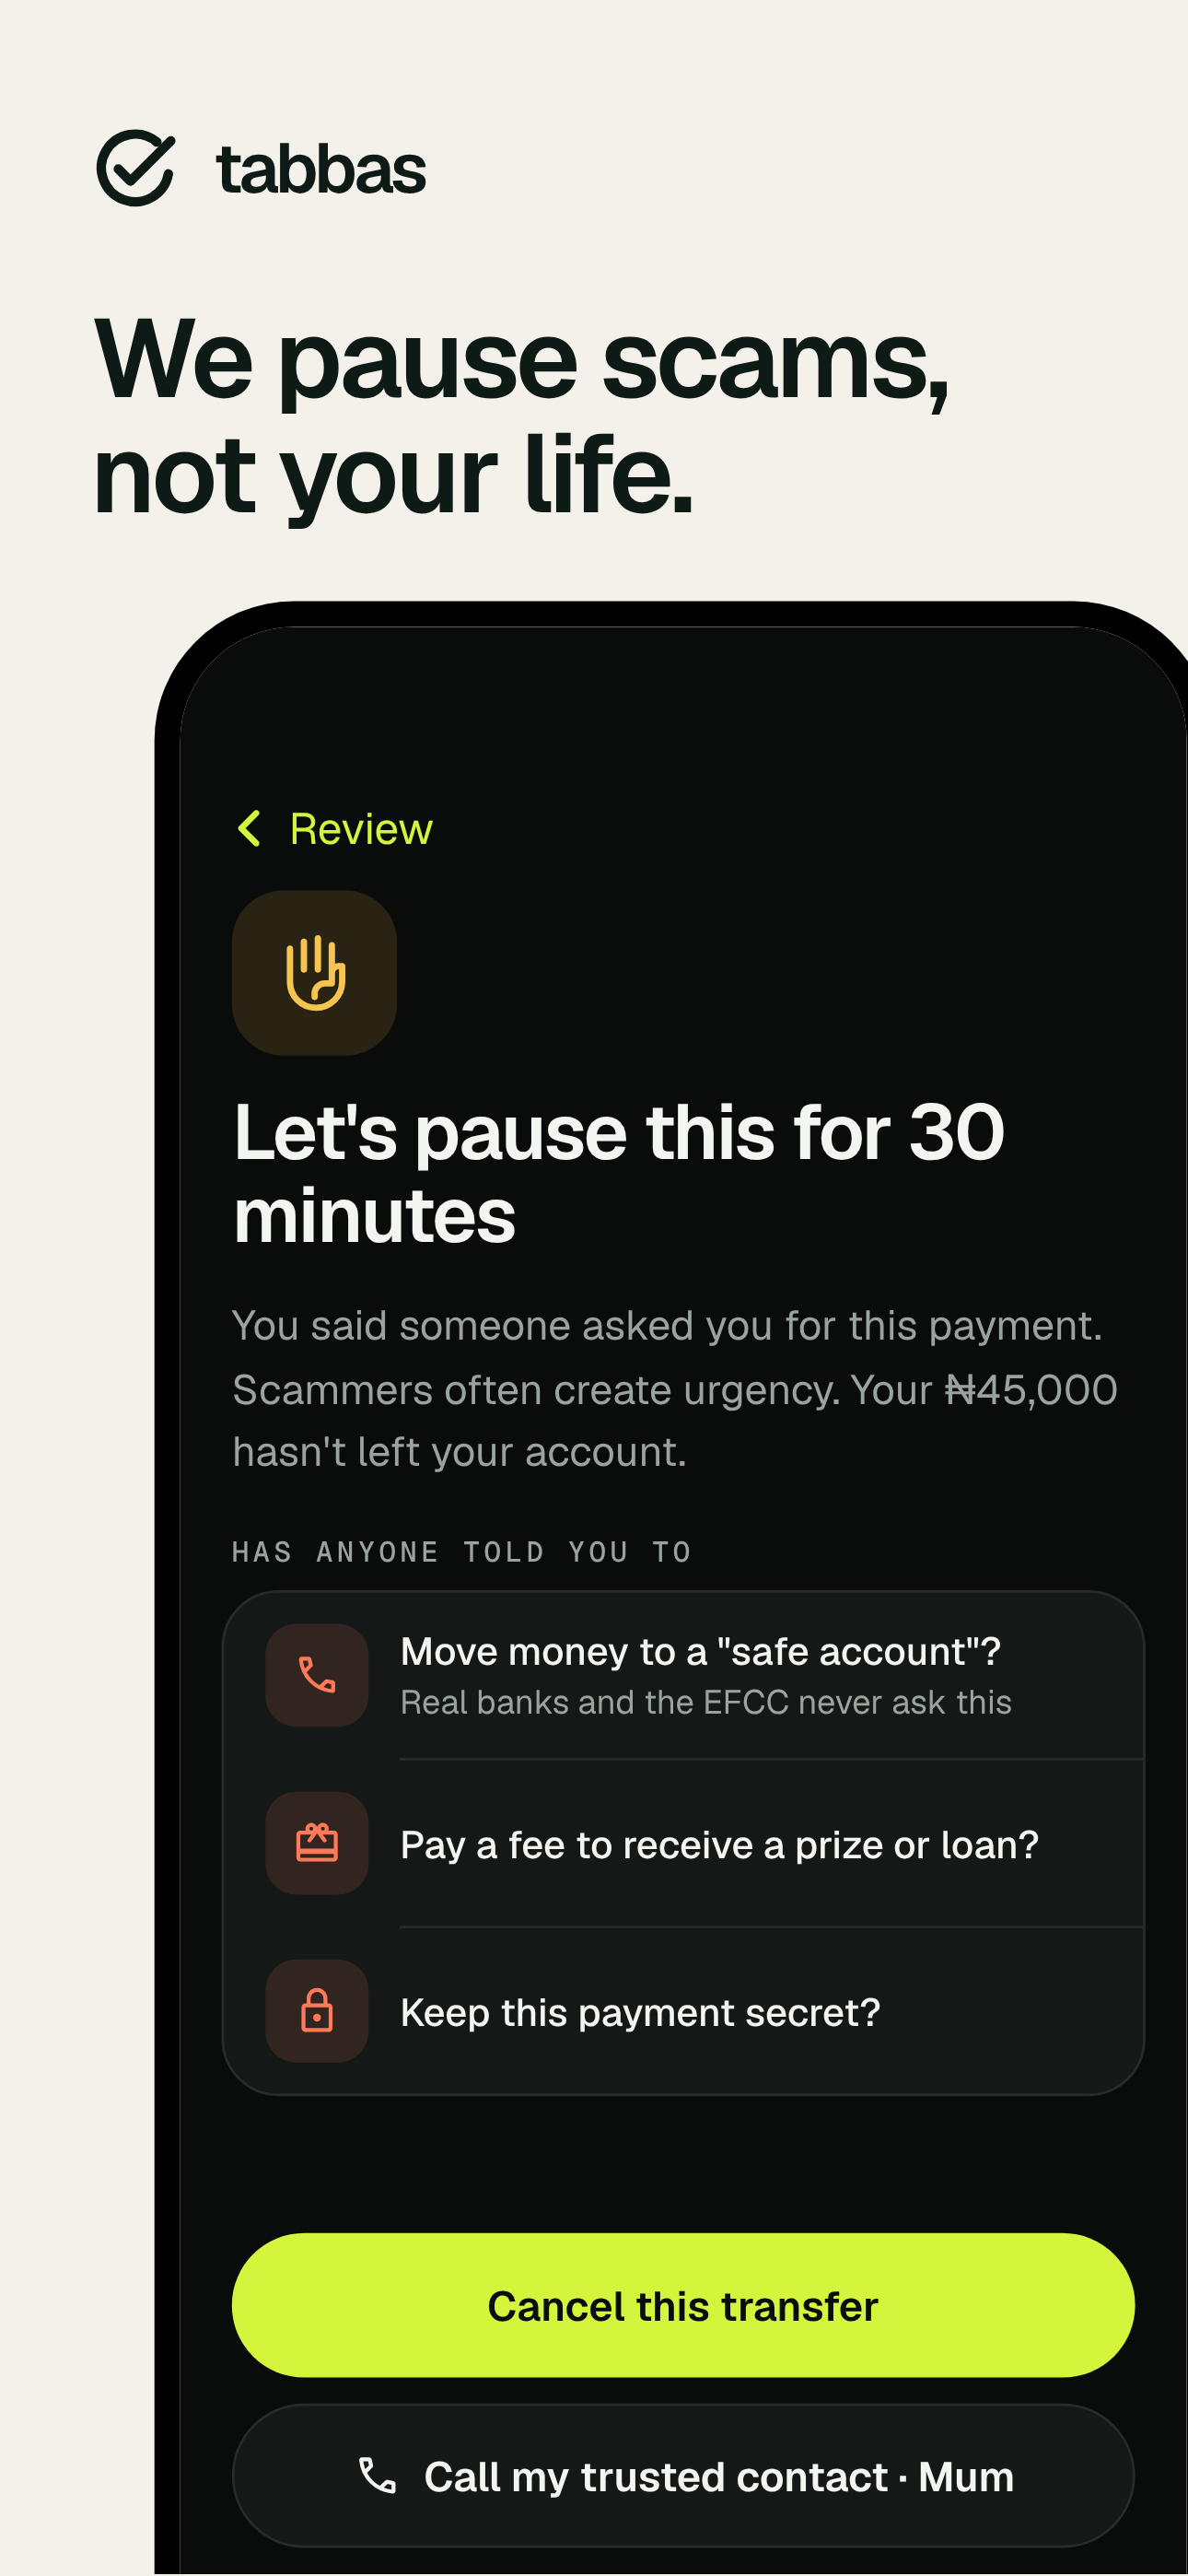 tabbas
We pause scams,
not your life.
Review
Let's pause this for 30
minutes
You said someone asked you for this payment.
Scammers often create urgency. Your ₦45,000
hasn't left your account.
HAS ANYONE TOLD YOU TO
Move money to a "safe account"?
Real banks and the EFCC never ask this
Pay a fee to receive a prize or loan?
Keep this payment secret?
Cancel this transfer
Call my trusted contact · Mum